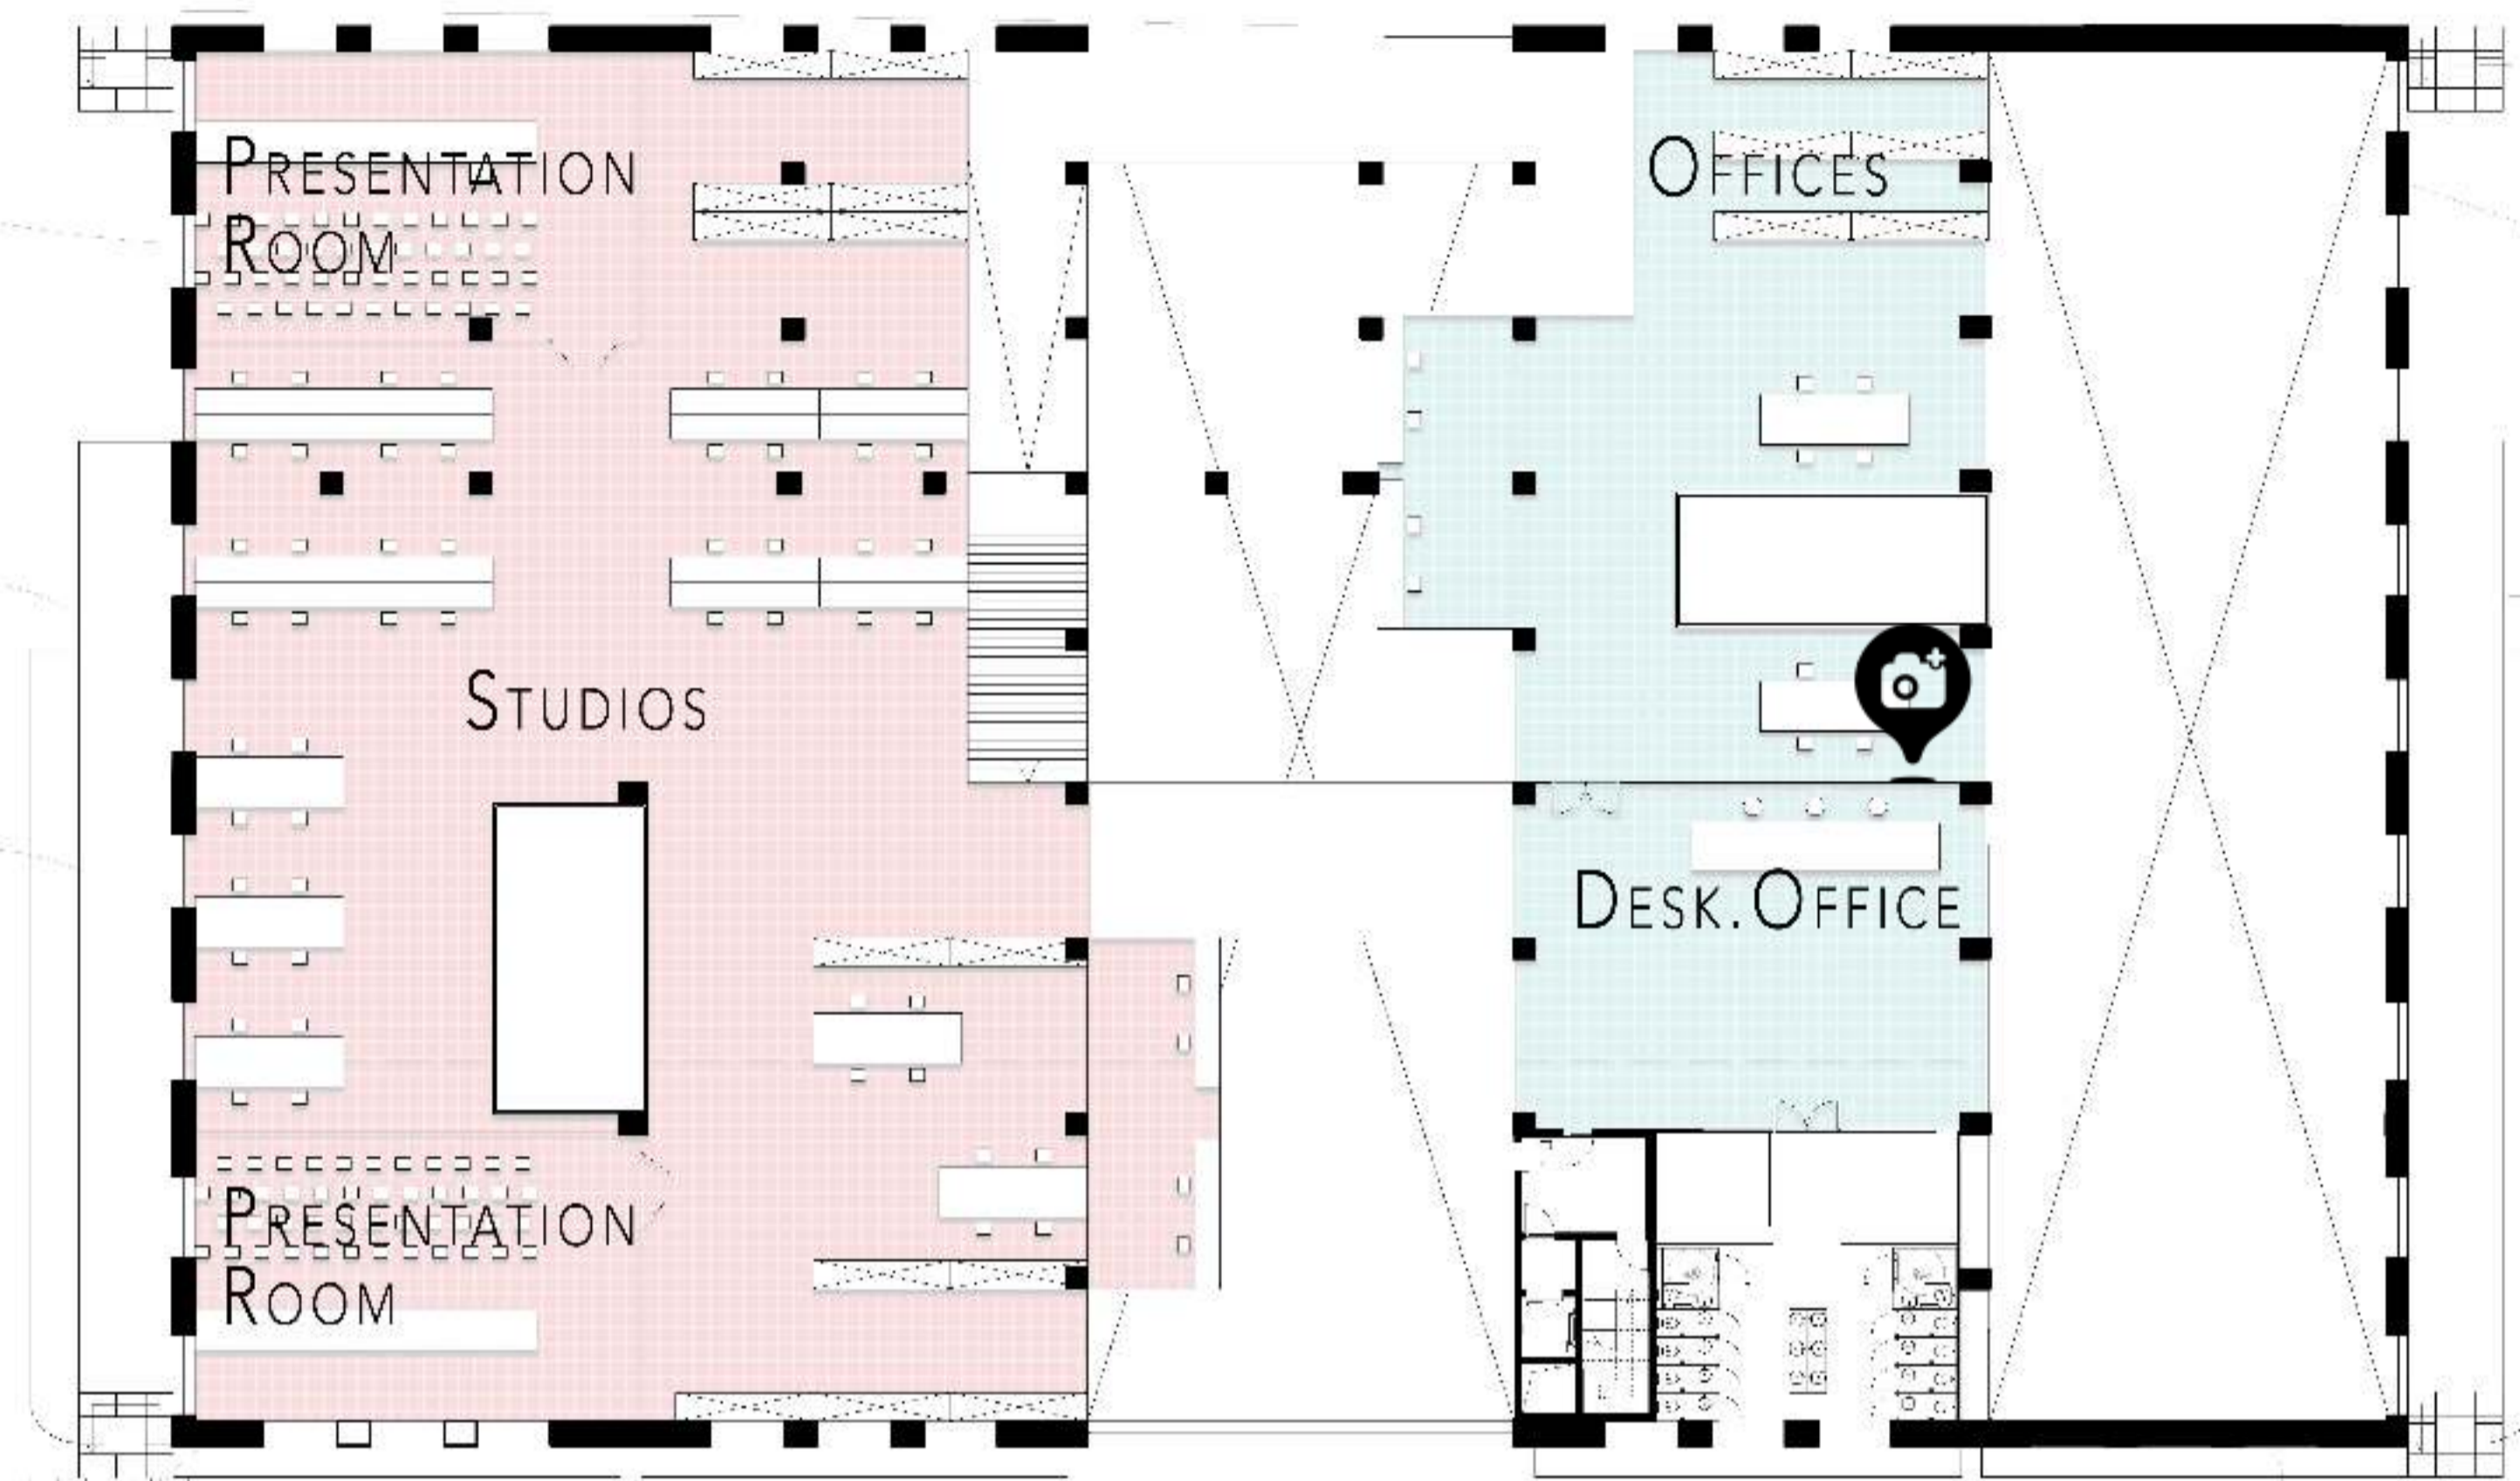 PRESENTATION
ROOM
OFFICES
STUDIOS
DESK.OFFICE
PRESENTATION
ROOM